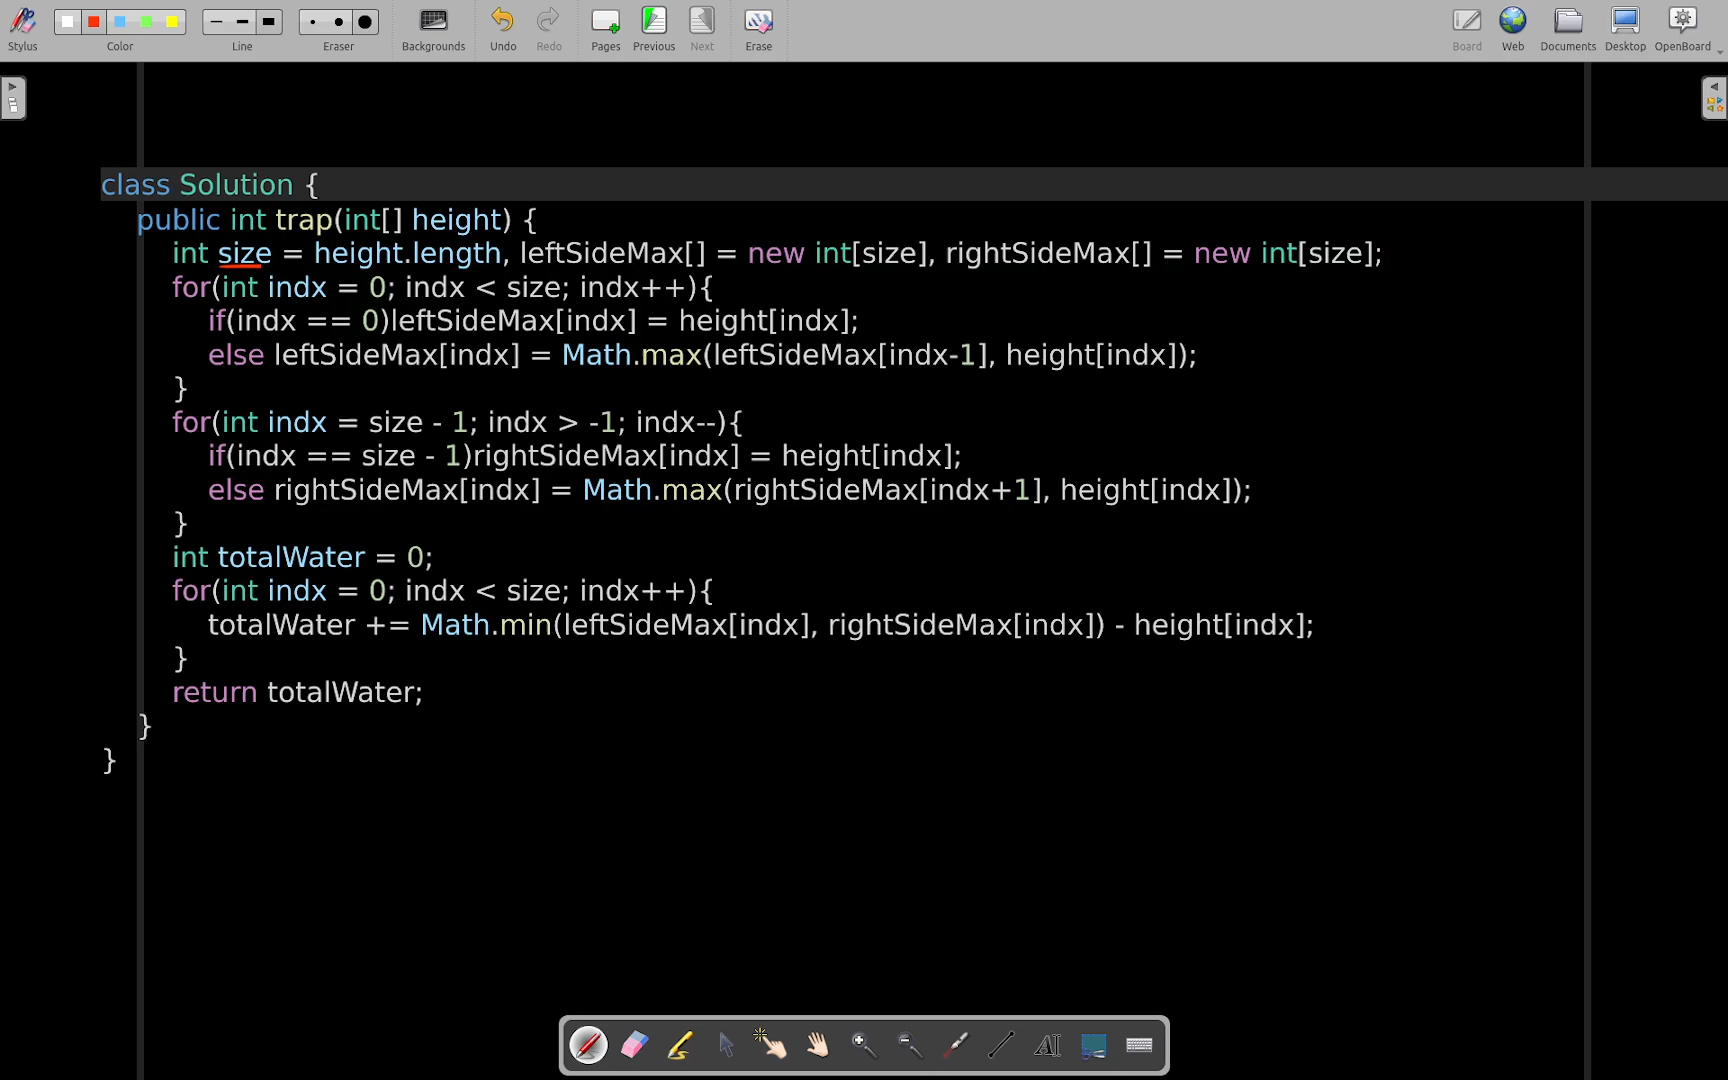 Stylus Color Line Eraser Backgrounds Undo Redo Pages Previous Next Erase Board Web Documents Desktop OpenBoard
class Solution {
public int trap(int[] height) {
int size = height.length, leftSideMax[] = new int[size], rightSideMax[] = new int[size];
for(int indx = 0; indx < size; indx++){
if(indx == 0)leftSideMax[indx] = height[indx];
else leftSideMax[indx] = Math.max(leftSideMax[indx-1], height[indx]);
}
for(int indx = size - 1; indx > -1; indx--){
if(indx == size - 1)rightSideMax[indx] = height[indx];
else rightSideMax[indx] = Math.max(rightSideMax[indx+1], height[indx]);
}
int totalWater = 0;
for(int indx = 0; indx < size; indx++){
totalWater += Math.min(leftSideMax[indx], rightSideMax[indx]) - height[indx];
}
return totalWater;
}
}
AI